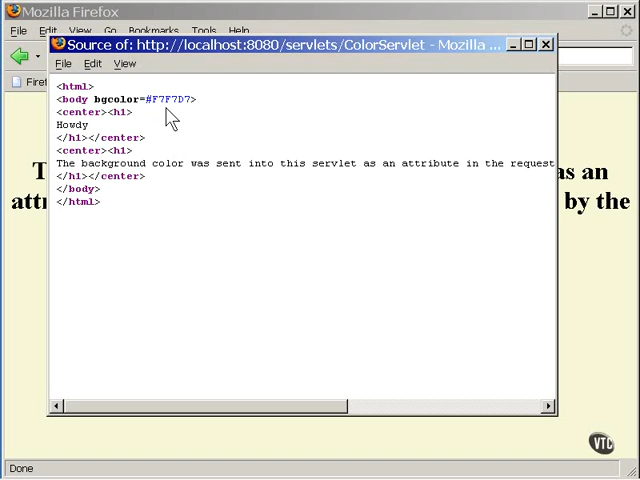 Mozilla Firefox
File Edit View Go Bookmarks Tools Help
Source of: http://localhost:8080/servlets/ColorServlet - Mozilla ...
File Edit View
<html>
<body bgcolor=#F7F7D7>
<center><h1>
Howdy
</h1></center>
<center><h1>
The background color was sent into this servlet as an attribute in the request
</h1></center>
</body>
</html>
as an
by the
VTC
Done